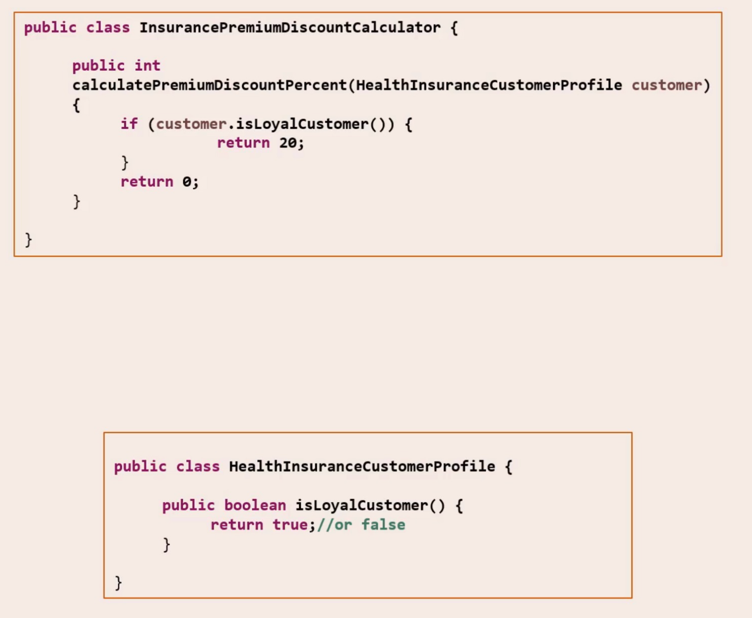 public class InsurancePremiumDiscountCalculator {
public int
calculatePremiumDiscountPercent(HealthInsuranceCustomerProfile customer)
{
if (customer.isLoyalCustomer()) {
return 20;
}
return 0;
}
}
public class HealthInsuranceCustomerProfile {
public boolean isLoyalCustomer() {
return true;//or false
}
}